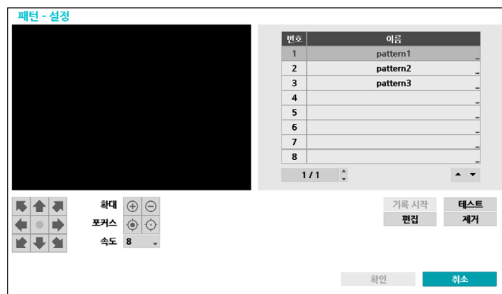 패턴 - 설정
번호 이름
1 pattern1
2 pattern2
3 pattern3
4
5
6
7
8
1 / 1
확대
포커스
속도 8
기록 시작 테스트
편집 제거
확인 취소